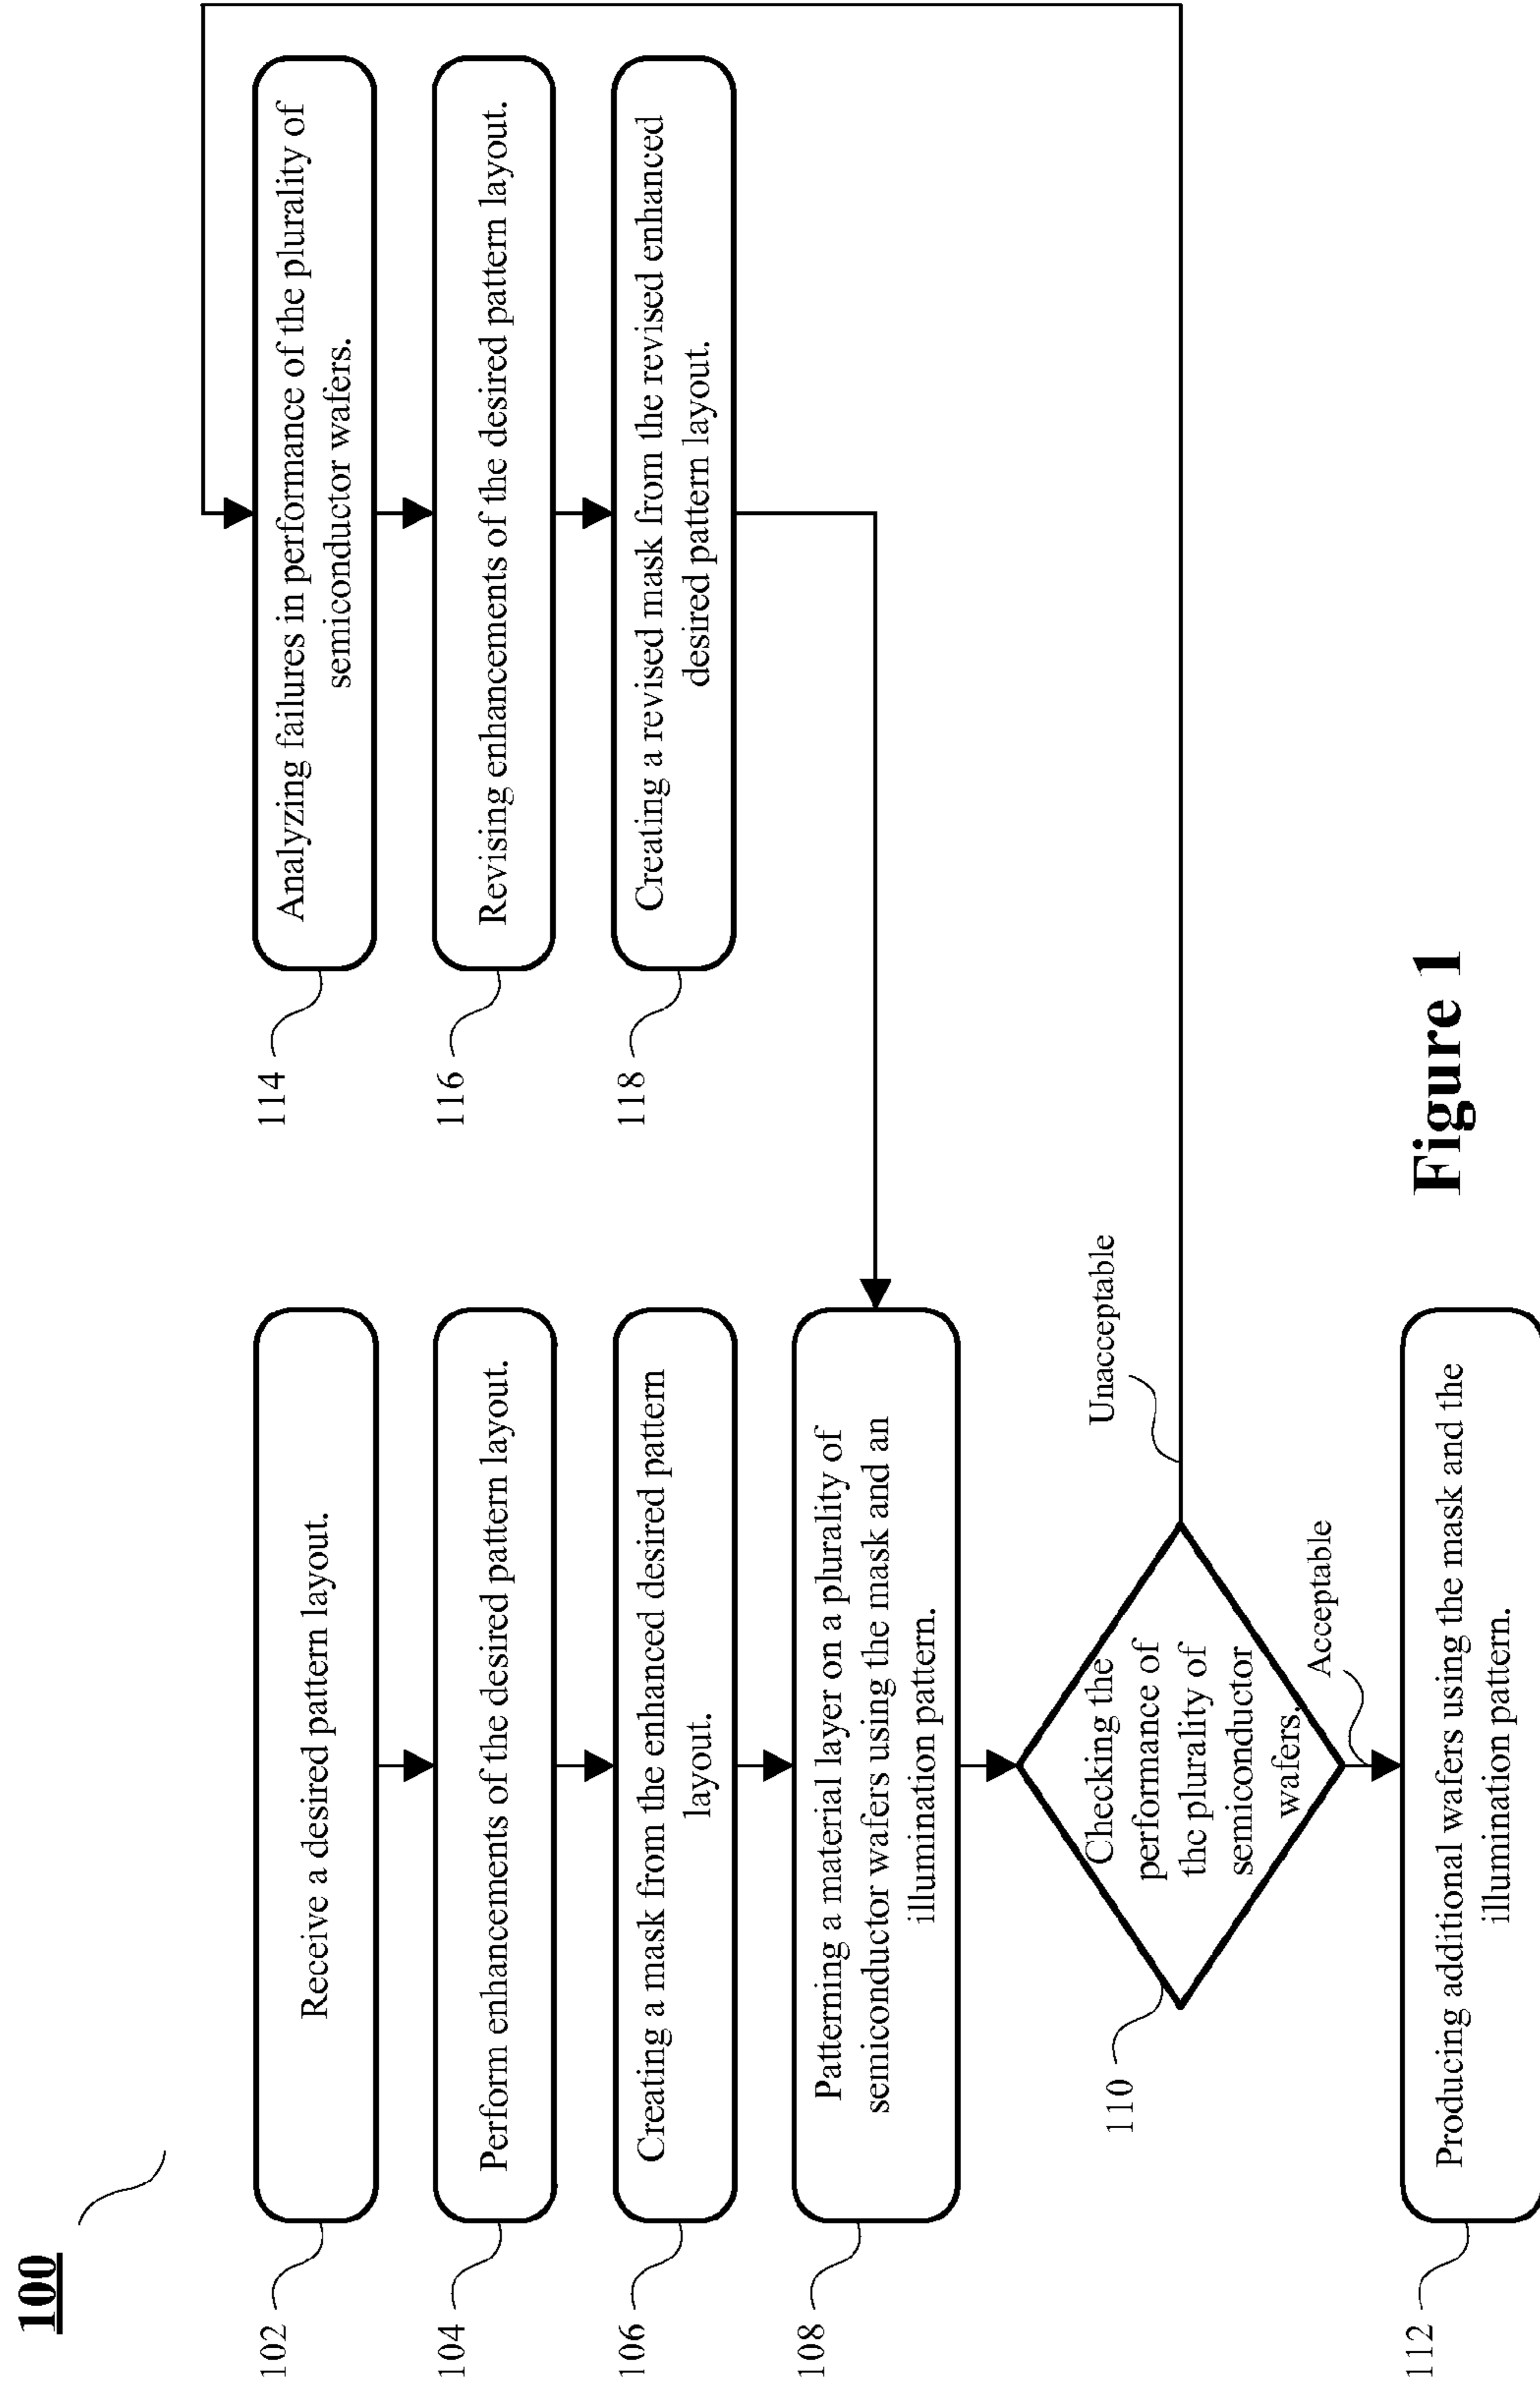 100
102
Receive a desired pattern layout.
104
Perform enhancements of the desired pattern layout.
106
Creating a mask from the enhanced desired pattern
layout.
108
Patterning a material layer on a plurality of
semiconductor wafers using the mask and an
illumination pattern.
110
Checking the
performance of
the plurality of
semiconductor
wafers.
Unacceptable
Acceptable
112
Producing additional wafers using the mask and the
illumination pattern.
114
Analyzing failures in performance of the plurality of
semiconductor wafers.
116
Revising enhancements of the desired pattern layout.
118
Creating a revised mask from the revised enhanced
desired pattern layout.
Figure 1